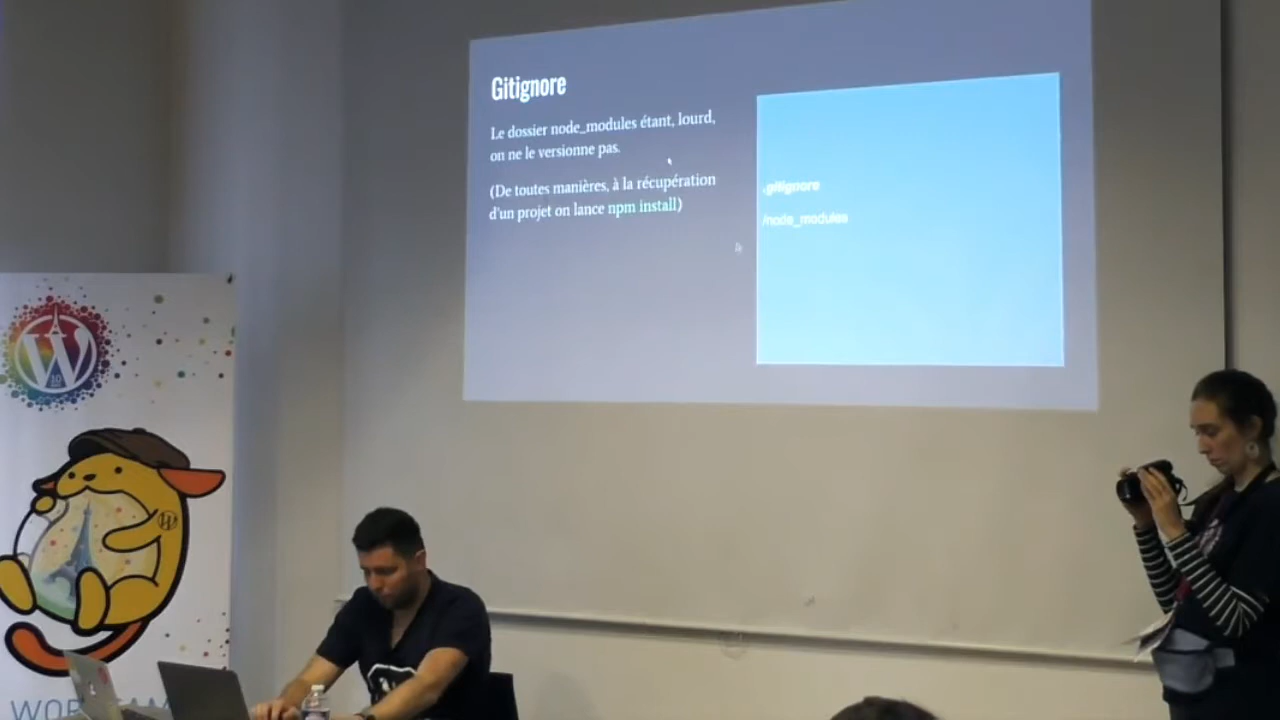 Gitignore
Le dossier node_modules étant, lourd,
on ne le versionne pas.
(De toutes manières, à la récupération
d'un projet on lance npm install)
.gitignore
/node_modules
W
10
W